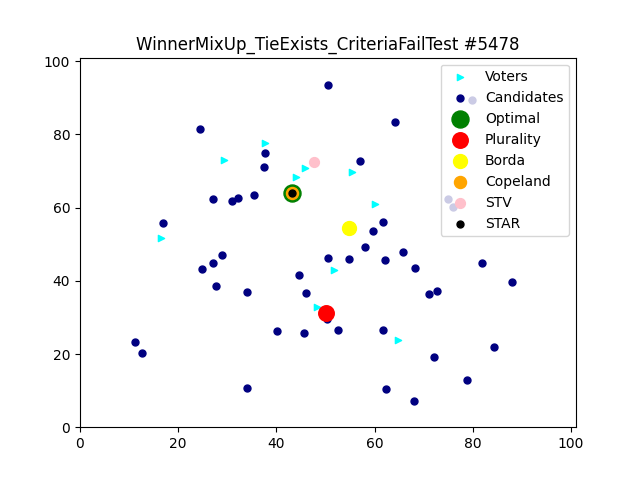 WinnerMixUp_TieExists_CriteriaFailTest #5478
100
80
60
40
20
0
0 20 40 60 80 100
Voters
Candidates
Optimal
Plurality
Borda
Copeland
STV
STAR